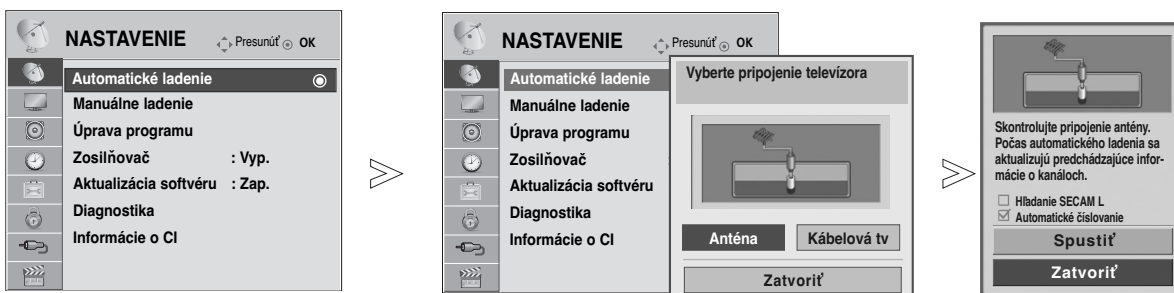 NASTAVENIE Presunúť OK
Automatické ladenie
Manuálne ladenie
Úprava programu
Zosilňovač : Vyp.
Aktualizácia softvéru : Zap.
Diagnostika
Informácie o CI
NASTAVENIE Presunúť OK
Automatické ladenie
Manuálne ladenie
Úprava programu
Zosilňovač :
Aktualizácia softvéru
Diagnostika
Informácie o CI
Vyberte pripojenie televízora
Anténa Kábelová tv
Zatvoriť
Skontrolujte pripojenie antény.
Počas automatického ladenia sa
aktualizujú predchádzajúce infor-
mácie o kanáloch.
Hľadanie SECAM L
Automatické číslovanie
Spustiť
Zatvoriť